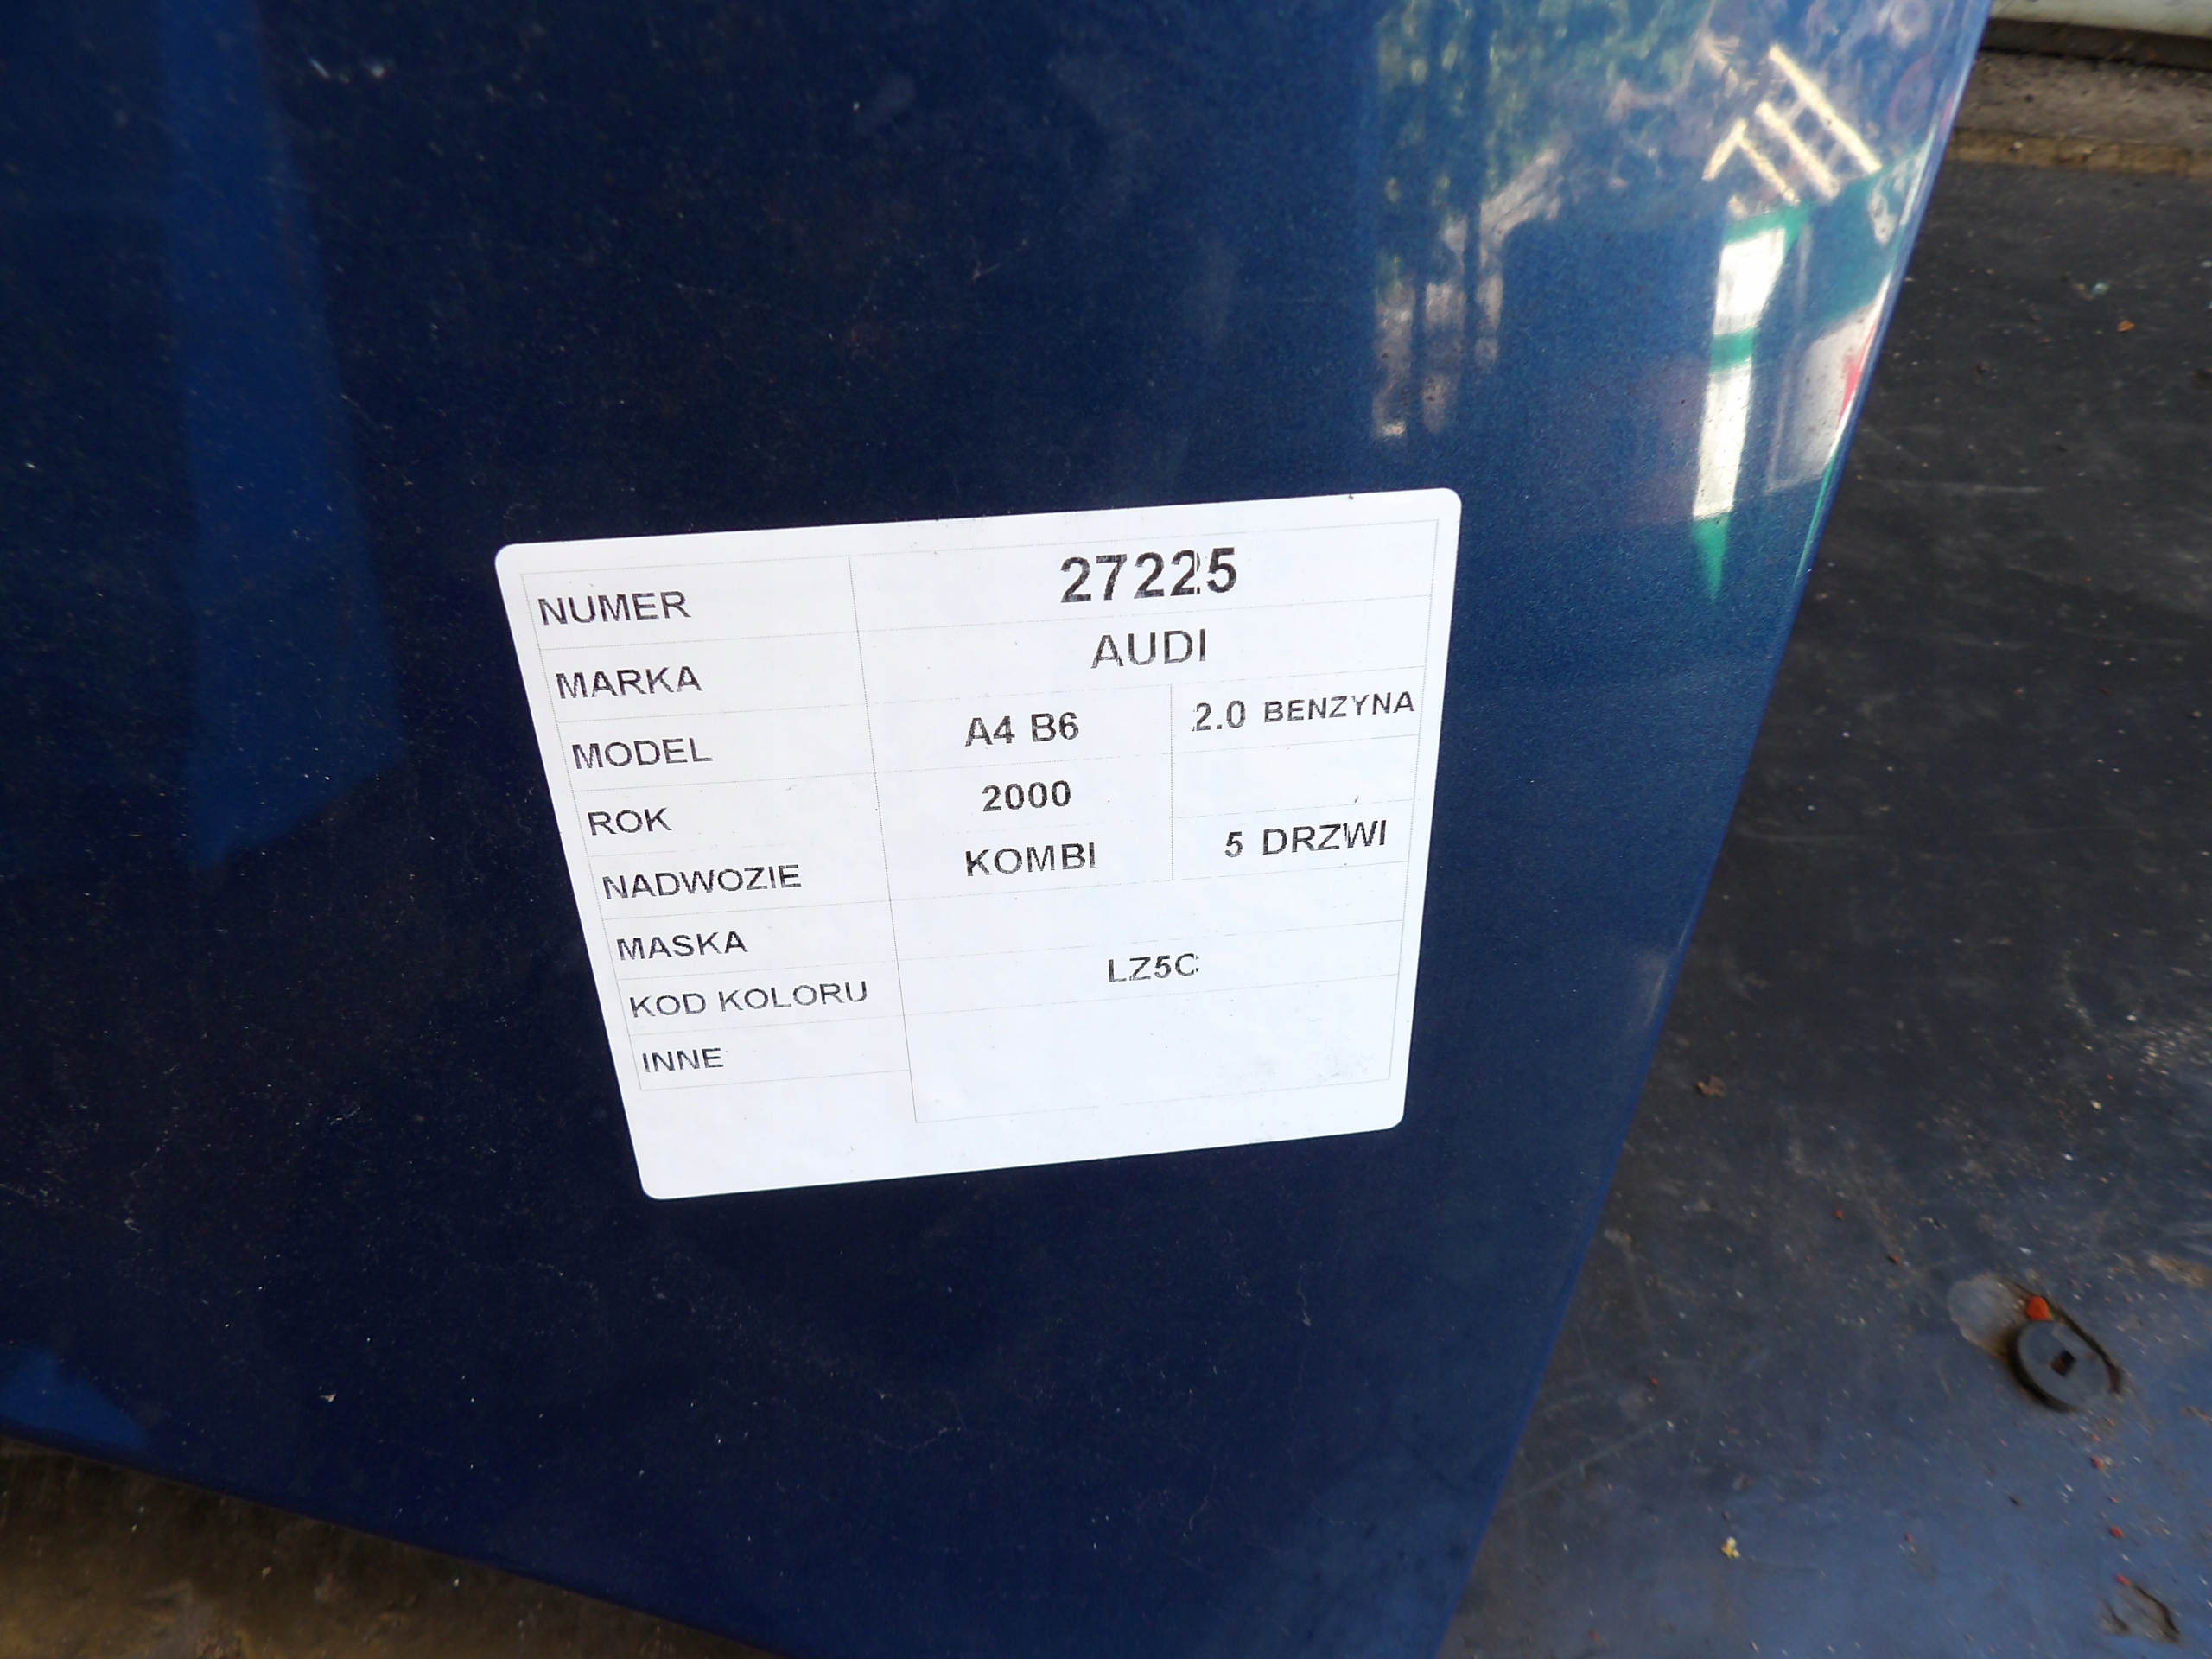 NUMER 27225
MARKA AUDI
MODEL A4 B6 2.0 BENZYNA
ROK 2000
NADWOZIE KOMBI 5 DRZWI
MASKA
KOD KOLORU LZ5C
INNE